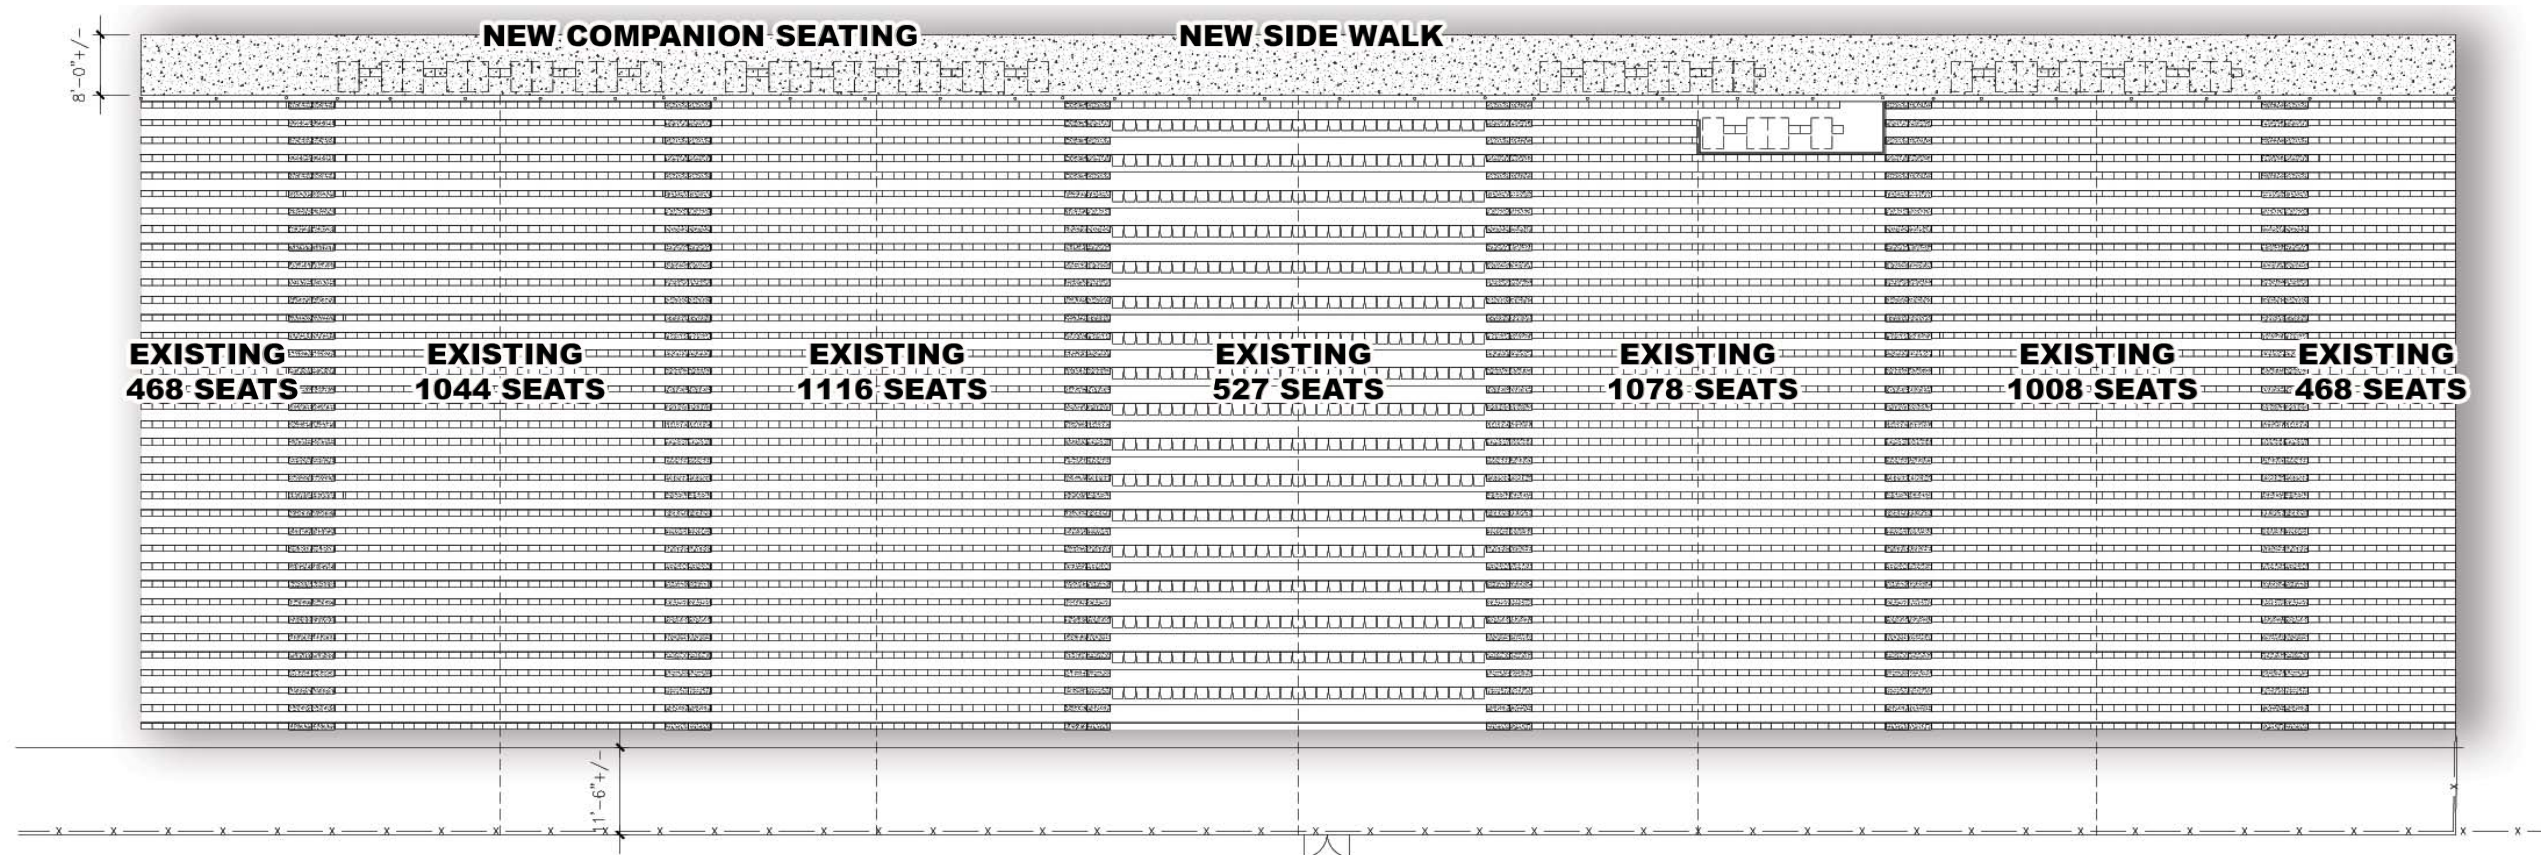 NEW COMPANION SEATING
NEW SIDE WALK
8'-0"+/-
EXISTING
468 SEATS
EXISTING
1044 SEATS
EXISTING
1116 SEATS
EXISTING
527 SEATS
EXISTING
1078 SEATS
EXISTING
1008 SEATS
EXISTING
468 SEATS
11'-6"+/-